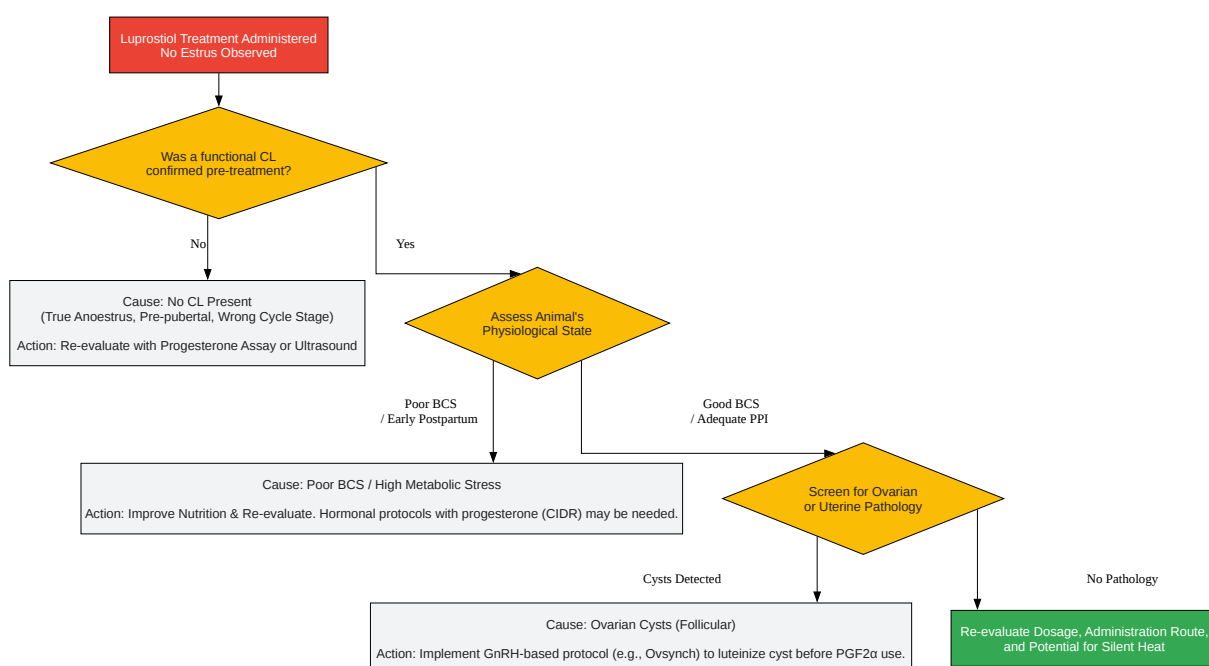 Luprostiol Treatment Administered
No Estrus Observed
Was a functional CL
confirmed pre-treatment?
No
Yes
Cause: No CL Present
(True Anoestrus, Pre-pubertal, Wrong Cycle Stage)
Action: Re-evaluate with Progesterone Assay or Ultrasound
Assess Animal's
Physiological State
Poor BCS
/ Early Postpartum
Good BCS
/ Adequate PPI
Cause: Poor BCS / High Metabolic Stress
Action: Improve Nutrition & Re-evaluate. Hormonal protocols with progesterone (CIDR) may be needed.
Screen for Ovarian
or Uterine Pathology
Cysts Detected
No Pathology
Cause: Ovarian Cysts (Follicular)
Action: Implement GnRH-based protocol (e.g., Ovsynch) to luteinize cyst before PGF2α use.
Re-evaluate Dosage, Administration Route,
and Potential for Silent Heat